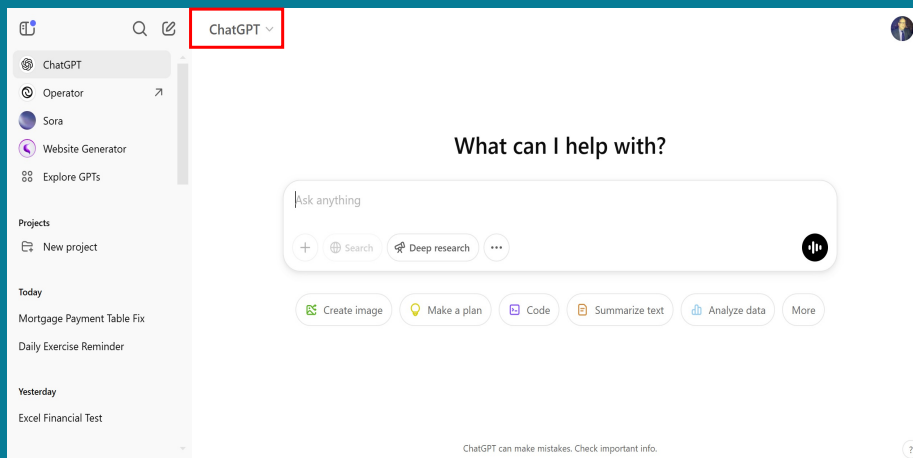 ChatGPT
ChatGPT
Operator
Sora
Website Generator
Explore GPTs
Projects
New project
Today
Mortgage Payment Table Fix
Daily Exercise Reminder
Yesterday
Excel Financial Test
What can I help with?
Ask anything
Search Deep research
Create image Make a plan Code Summarize text Analyze data More
ChatGPT can make mistakes. Check important info.
?